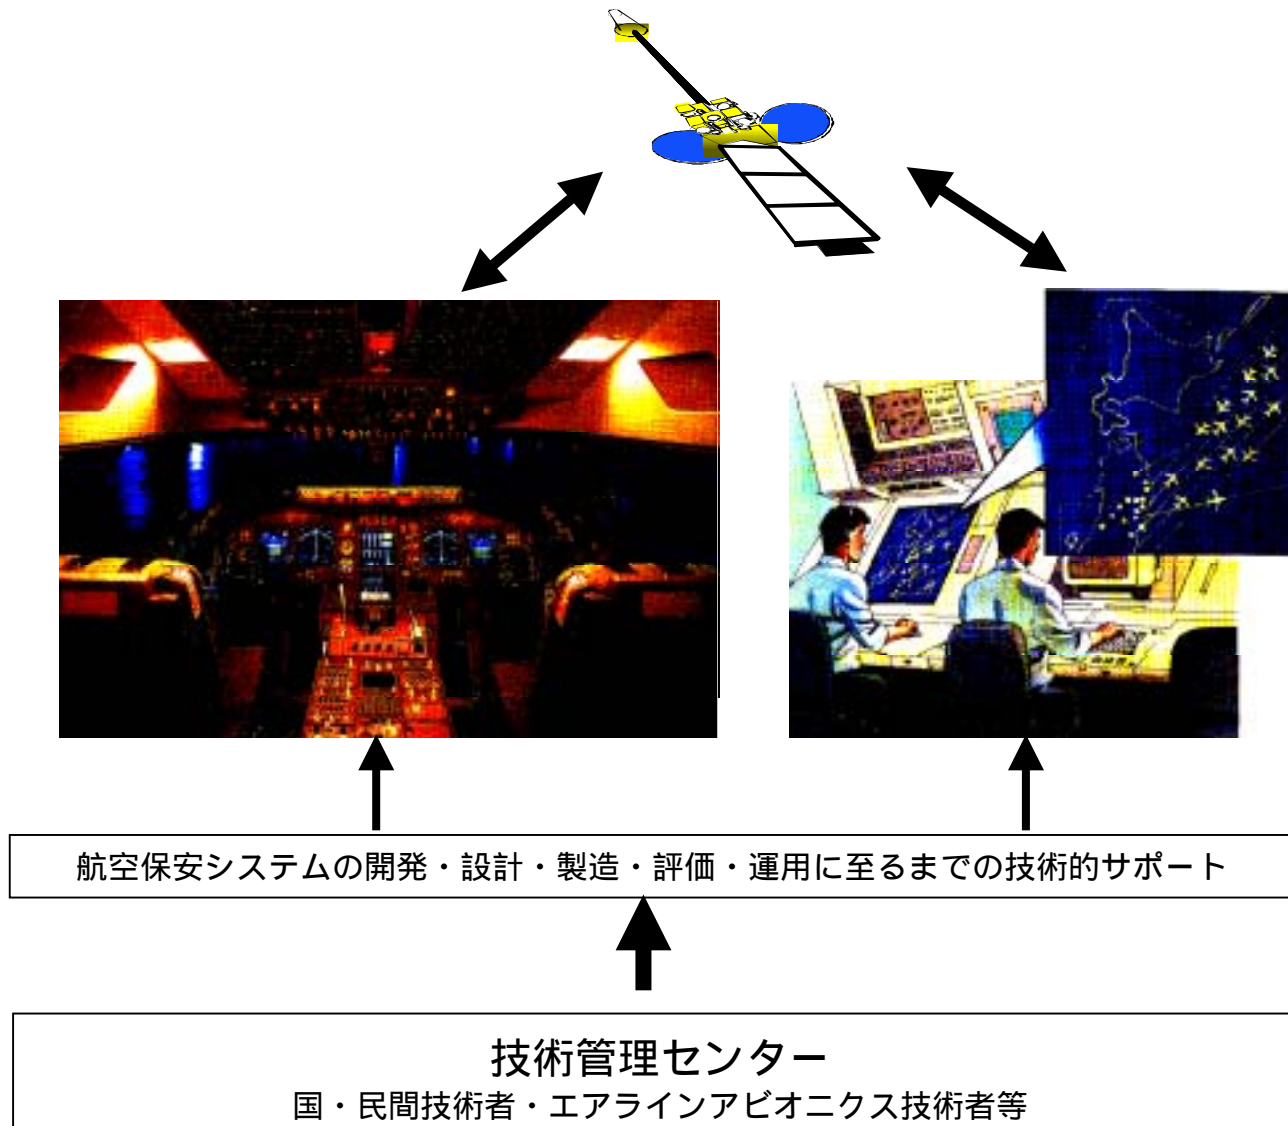 航空保安システムの開発・設計・製造・評価・運用に至るまでの技術的サポート
技術管理センター
国・民間技術者・エアラインアビオニクス技術者等